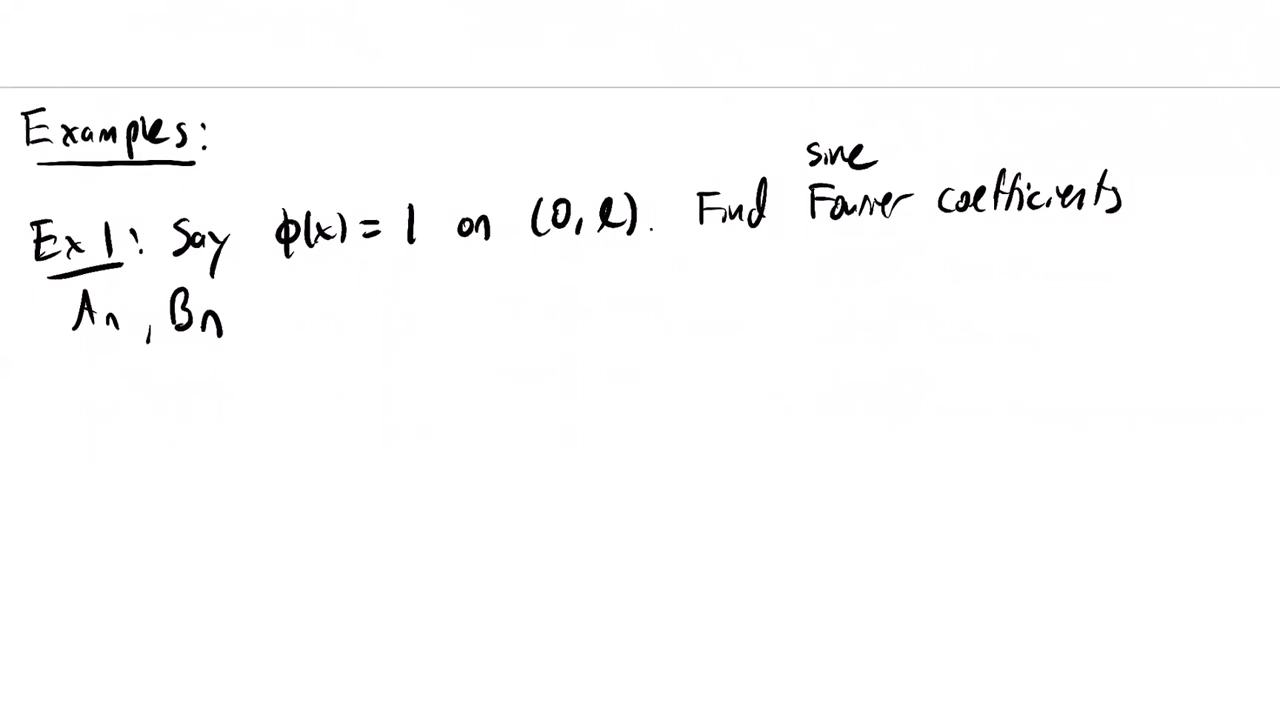 Examples:
sine
Ex 1: Say ϕ(x) = 1 on (0, l). Find Fourier coefficients
An, Bn